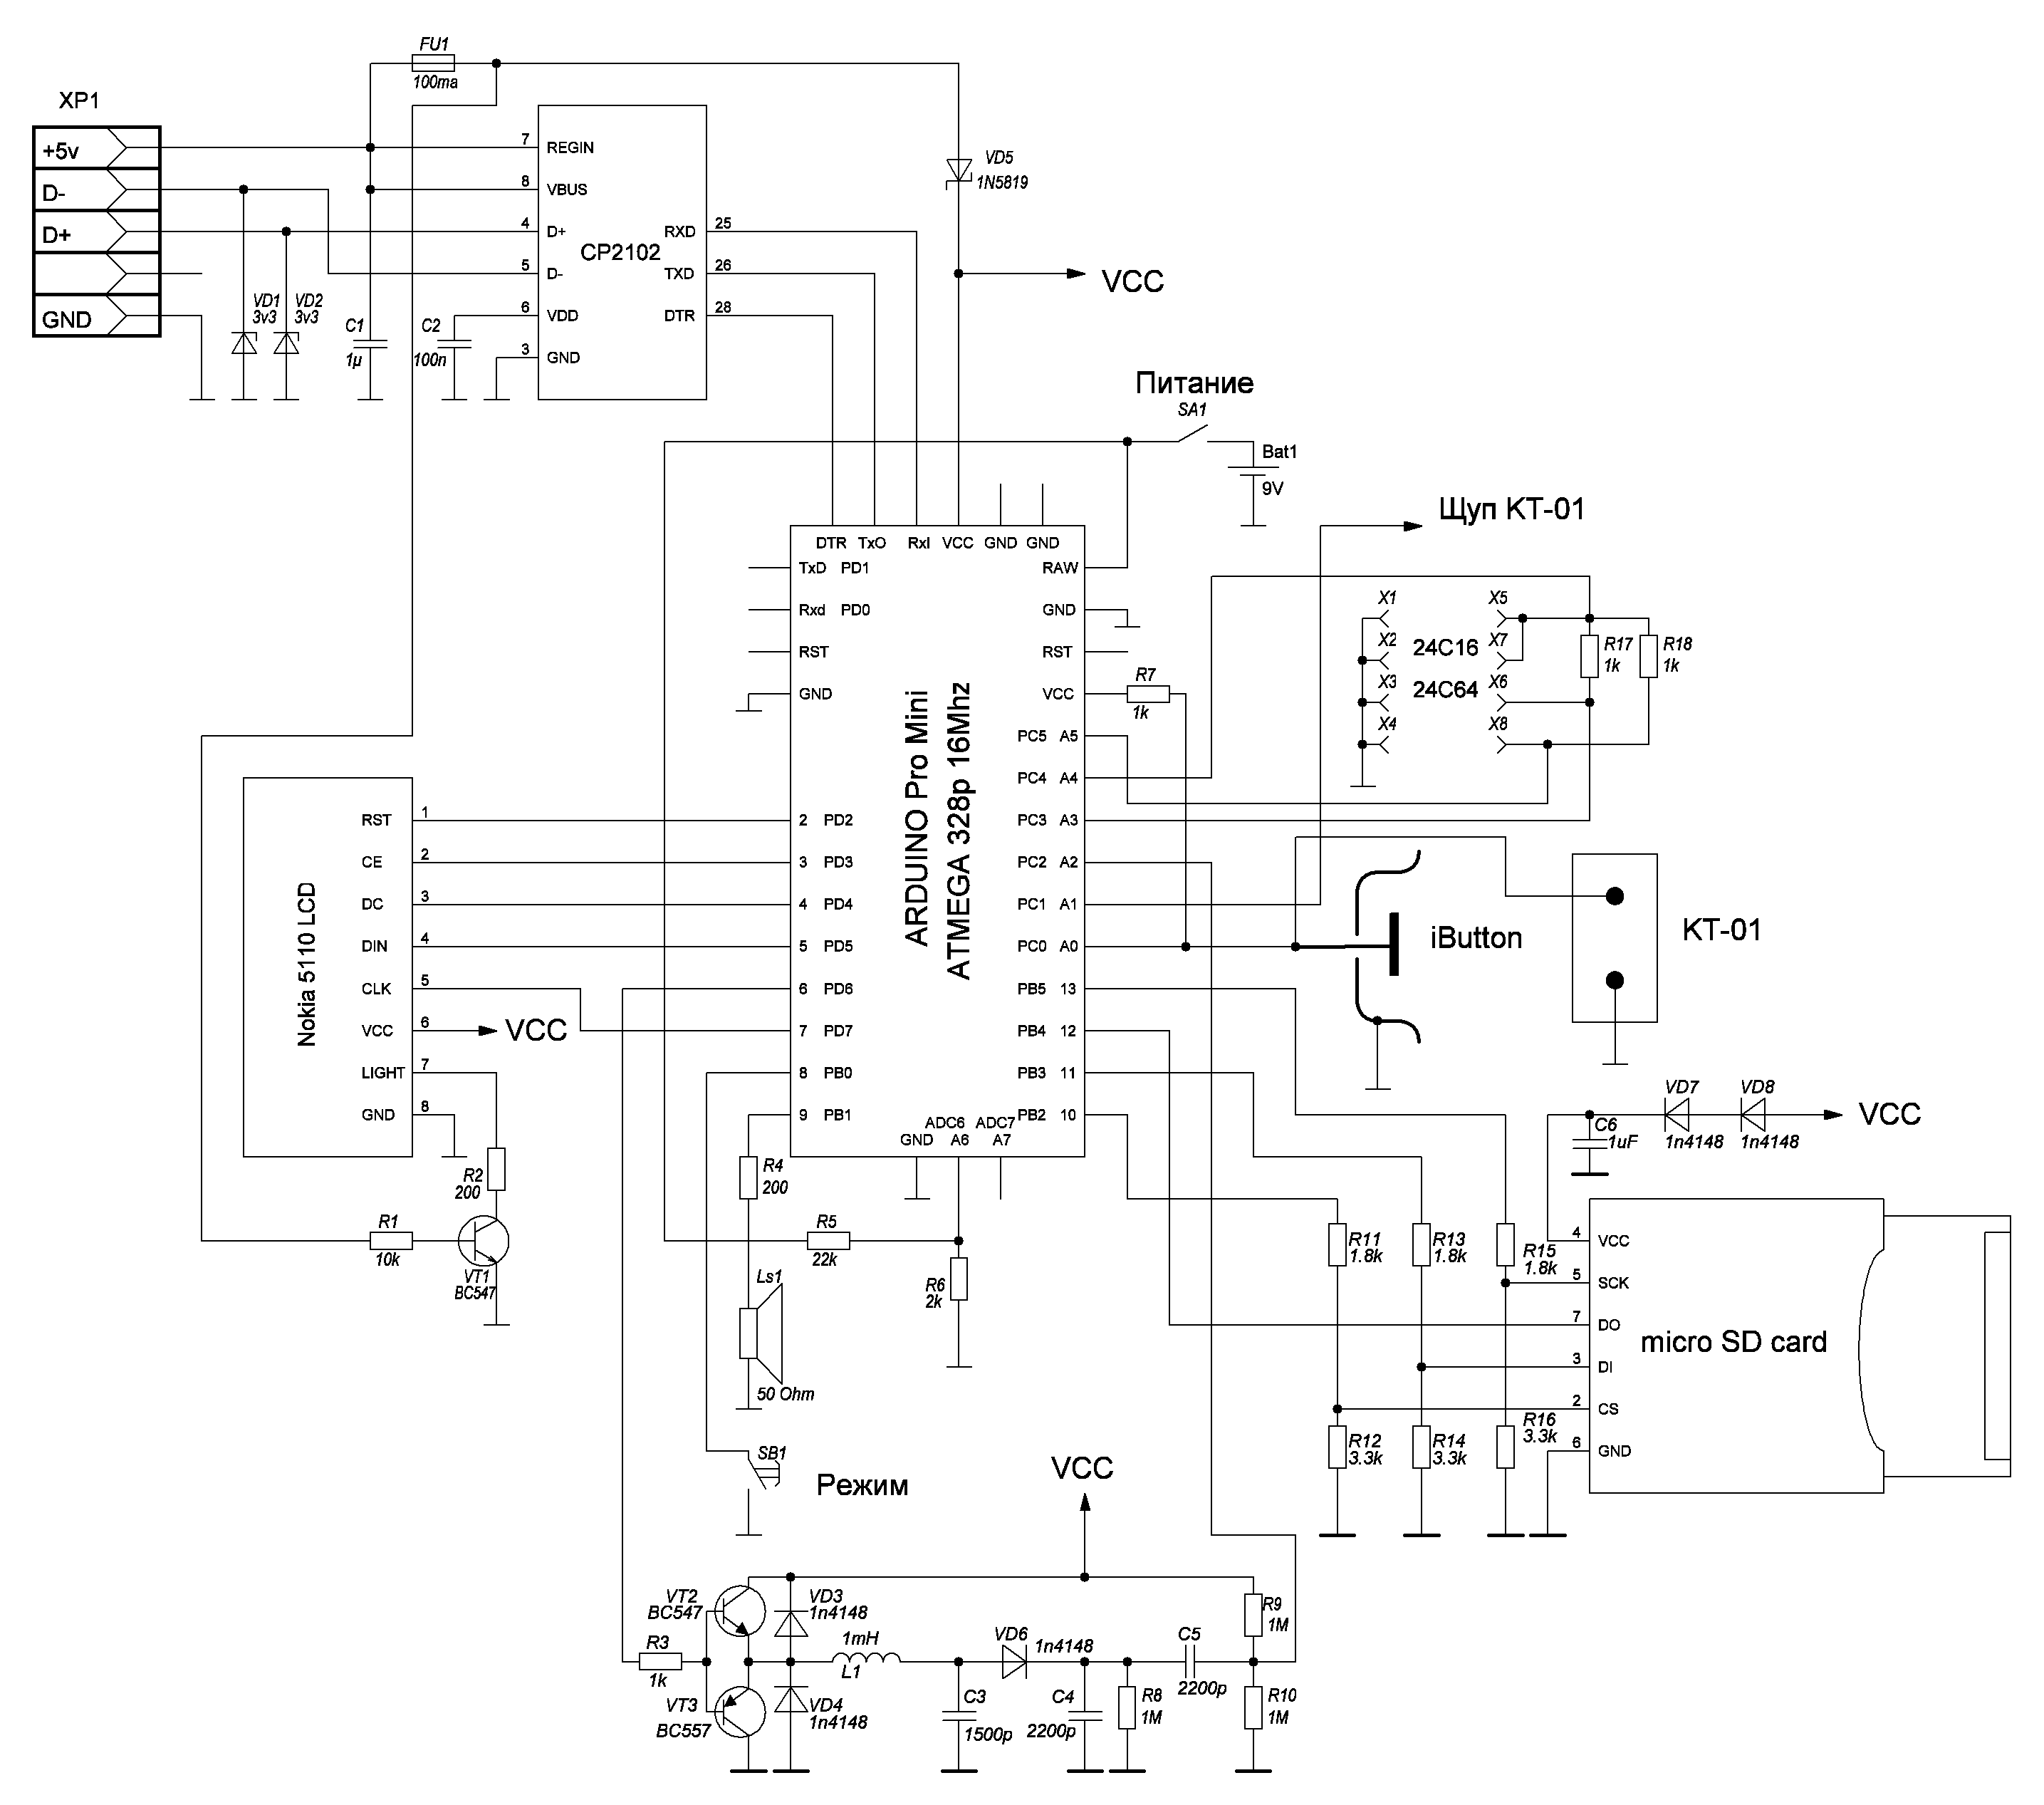 FU1
100ma
XP1
+5v
D-
D+
GND
7
REGIN
8
VBUS
4
D+
5
D-
6
VDD
3
GND
CP2102
RXD
25
TXD
26
DTR
28
VD1
3v3
VD2
3v3
C1
1µ
C2
100n
VD5
1N5819
VCC
Питание
SA1
Bat1
9V
Щуп KT-01
DTR TxO RxI VCC GND GND
TxD PD1
Rxd PD0
RST
GND
RAW
GND
RST
VCC
R7
1k
ARDUINO Pro Mini
ATMEGA 328p 16Mhz
PC5 A5
PC4 A4
PC3 A3
PC2 A2
PC1 A1
PC0 A0
PB5 13
PB4 12
PB3 11
PB2 10
2 PD2
3 PD3
4 PD4
5 PD5
6 PD6
7 PD7
8 PB0
9 PB1
GND
ADC6
A6
ADC7
A7
X1
X2
X3
X4
24C16
24C64
X5
X7
X6
X8
R17
1k
R18
1k
iButton
KT-01
Nokia 5110 LCD
RST 1
CE 2
DC 3
DIN 4
CLK 5
VCC 6
LIGHT 7
GND 8
VCC
R2
200
R1
10k
VT1
BC547
R4
200
R5
22k
R6
2k
Ls1
50 Ohm
SB1
Режим
VD7
1n4148
VD8
1n4148
VCC
C6
1uF
R11
1.8k
R13
1.8k
R15
1.8k
R12
3.3k
R14
3.3k
R16
3.3k
4 VCC
5 SCK
7 DO
3 DI
2 CS
6 GND
micro SD card
VCC
VT2
BC547
VD3
1n4148
R3
1k
VT3
BC557
VD4
1n4148
1mH
L1
VD6
1n4148
C3
1500p
C4
2200p
R8
1M
C5
2200p
R9
1M
R10
1M